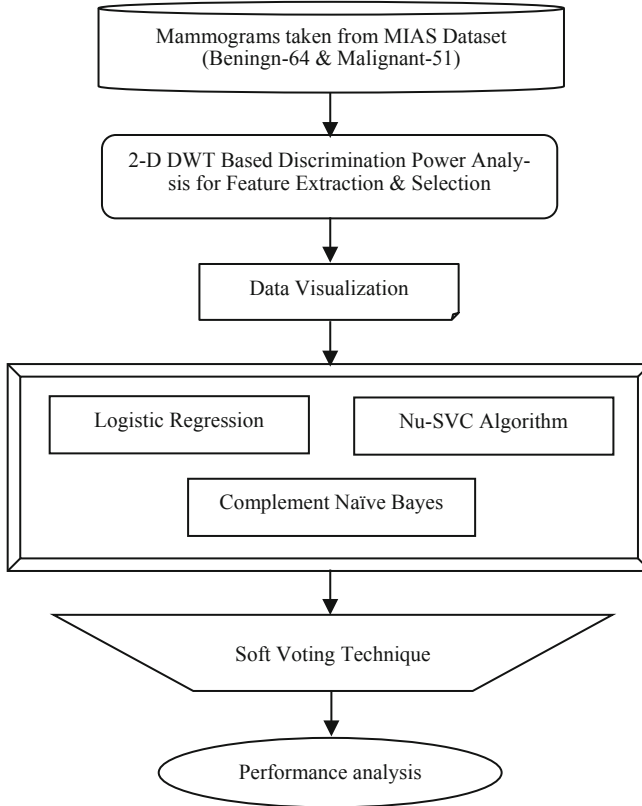 Mammograms taken from MIAS Dataset
(Beningn-64 & Malignant-51)
2-D DWT Based Discrimination Power Analy-
sis for Feature Extraction & Selection
Data Visualization
Logistic Regression
Nu-SVC Algorithm
Complement Naïve Bayes
Soft Voting Technique
Performance analysis